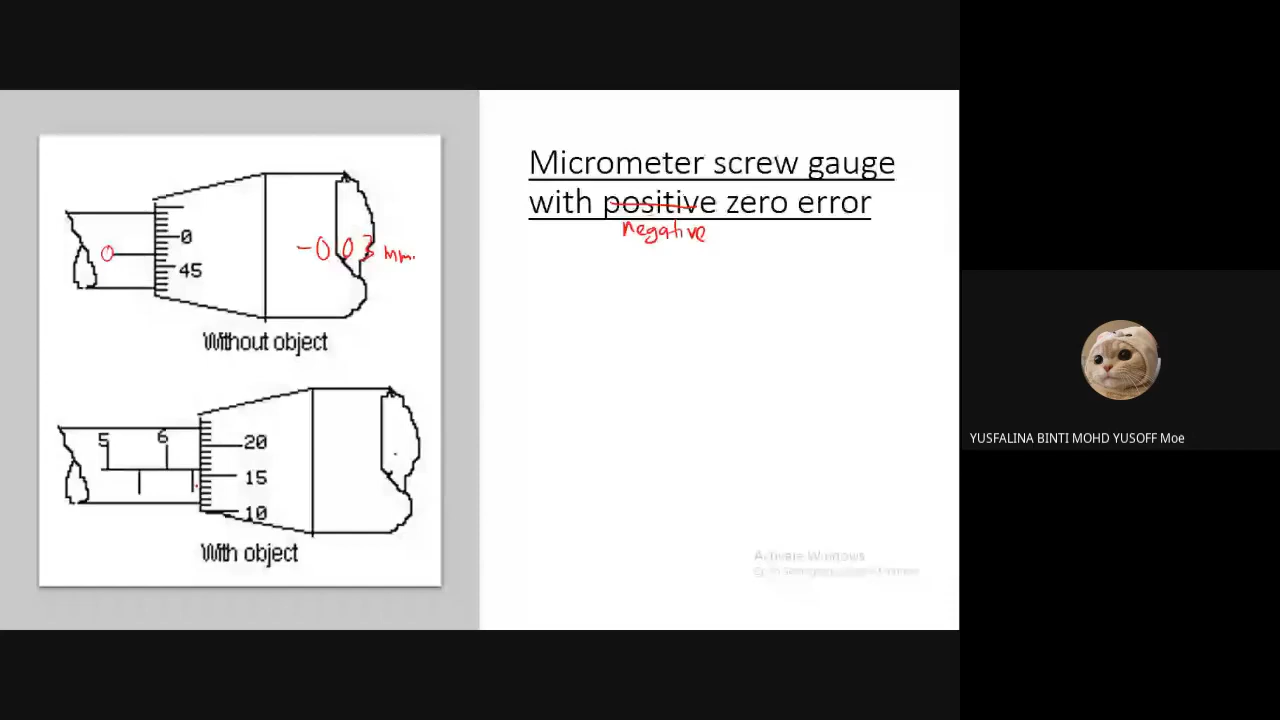 Micrometer screw gauge
with positive zero error
negative
0
45
0
-0.03 mm.
Without object
5
6
20
15
10
With object
Activate Windows
YUSFALINA BINTI MOHD YUSOFF Moe